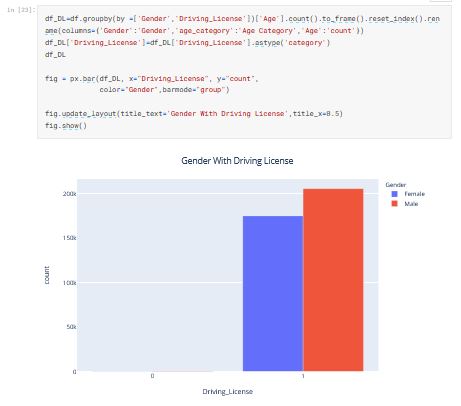 In [23]:
df_DL=df.groupby(by =['Gender','Driving_License'])['Age'].count().to_frame().reset_index().ren
ame(columns={'Gender':'Gender','age_category':'Age Category','Age':'count'})
df_DL['Driving_License']=df_DL['Driving_License'].astype('category')
df_DL
fig = px.bar(df_DL, x="Driving_License", y="count",
color="Gender",barmode="group")
fig.update_layout(title_text='Gender With Driving License',title_x=0.5)
fig.show()
Gender With Driving License
Gender
Female
Male
200k
150k
100k
50k
0
count
0 1
Driving_License